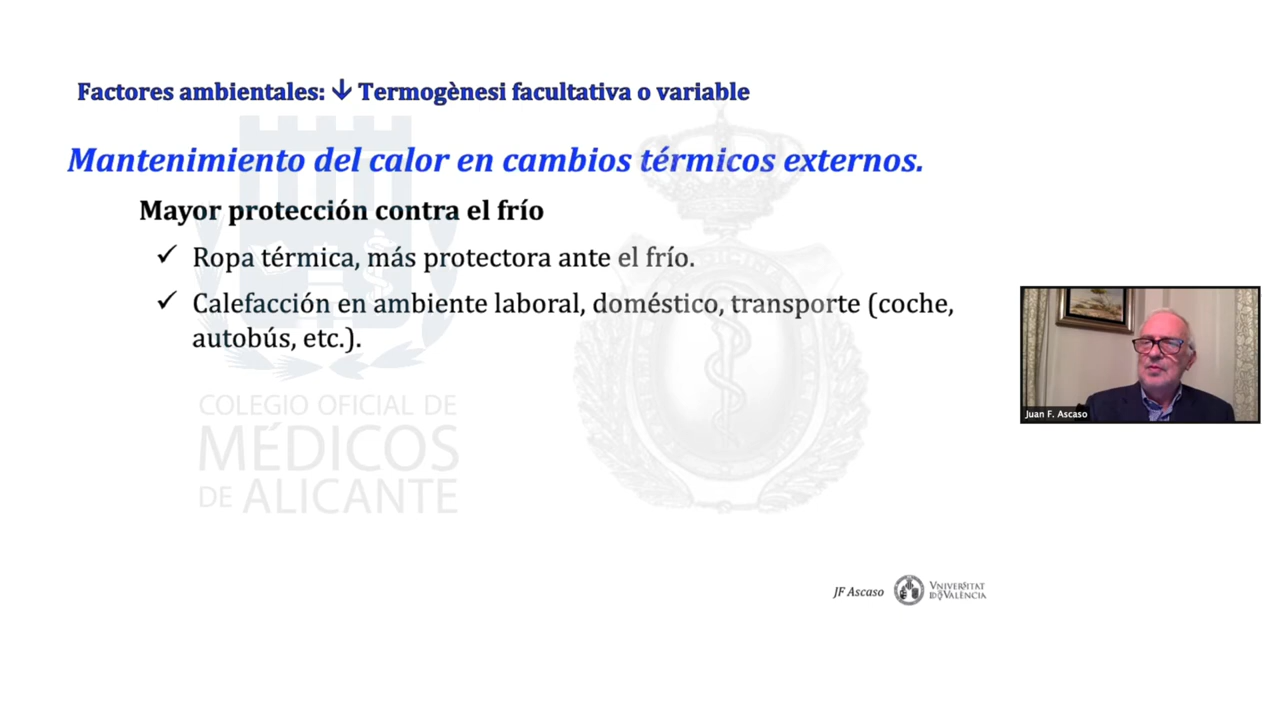 Factores ambientales: ↓ Termogènesi facultativa o variable
Mantenimiento del calor en cambios térmicos externos.
Mayor protección contra el frío
✓ Ropa térmica, más protectora ante el frío.
✓ Calefacción en ambiente laboral, doméstico, transporte (coche,
autobús, etc.).
COLEGIO OFICIAL DE
MÉDICOS
DE ALICANTE
Juan F. Ascaso
JF Ascaso
VNIVERSITAT
ID VALÈNCIA